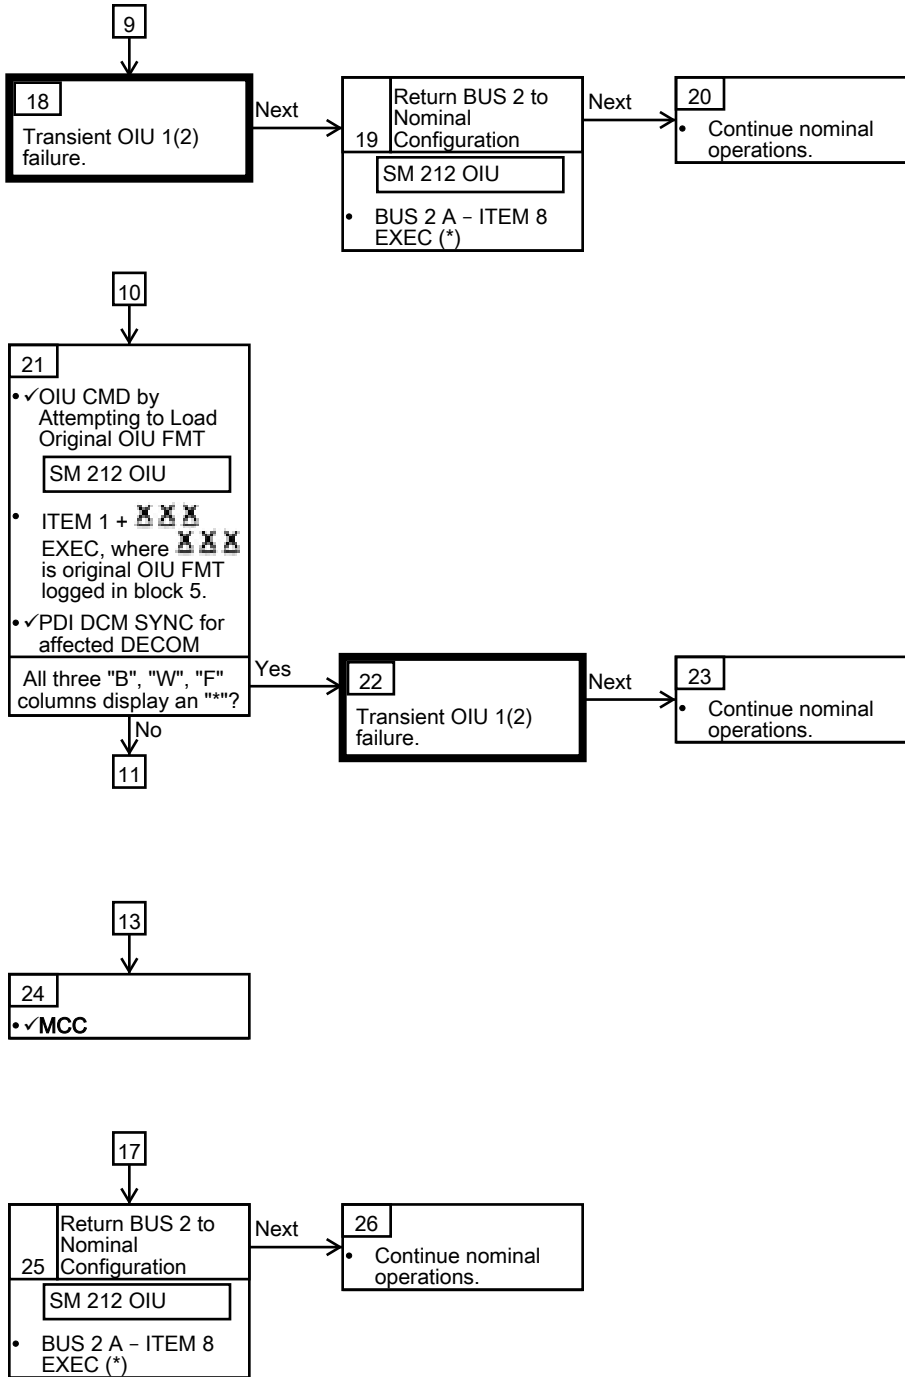 9
18
Transient OIU 1(2)
failure.
Next
19
Return BUS 2 to
Nominal
Configuration
SM 212 OIU
• BUS 2 A – ITEM 8
EXEC (*)
Next
20
• Continue nominal
operations.
10
21
• ✓OIU CMD by
Attempting to Load
Original OIU FMT
SM 212 OIU
• ITEM 1 + X X X
EXEC, where X X X
is original OIU FMT
logged in block 5.
• ✓PDI DCM SYNC for
affected DECOM
All three "B", "W", "F"
columns display an "*"?
Yes
No
11
22
Transient OIU 1(2)
failure.
Next
23
• Continue nominal
operations.
13
24
• ✓MCC
17
25
Return BUS 2 to
Nominal
Configuration
SM 212 OIU
• BUS 2 A – ITEM 8
EXEC (*)
Next
26
• Continue nominal
operations.